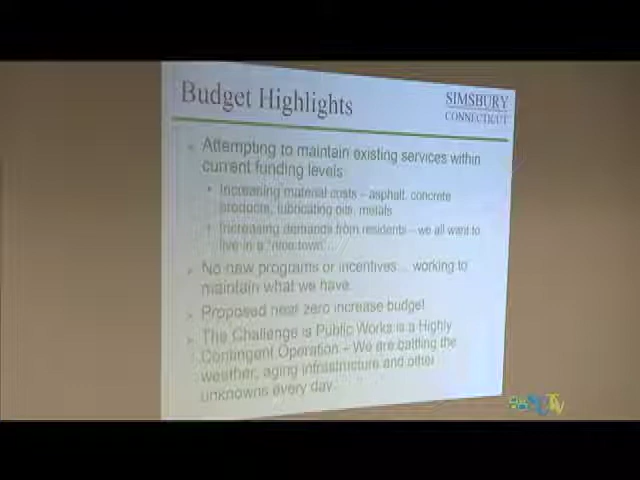 Budget Highlights
SIMSBURY
CONNECTICUT
Attempting to maintain existing services within
current funding levels
Increasing material costs – asphalt, concrete
products, lubricating oils, metals
Increasing demands from residents – we all want to
live in a "nice town"...
No new programs or incentives... working to
maintain what we have.
Proposed near zero increase budget
The Challenge is Public Works is a Highly
Contingent Operation – We are battling the
weather, aging infrastructure and other
unknowns every day
TV